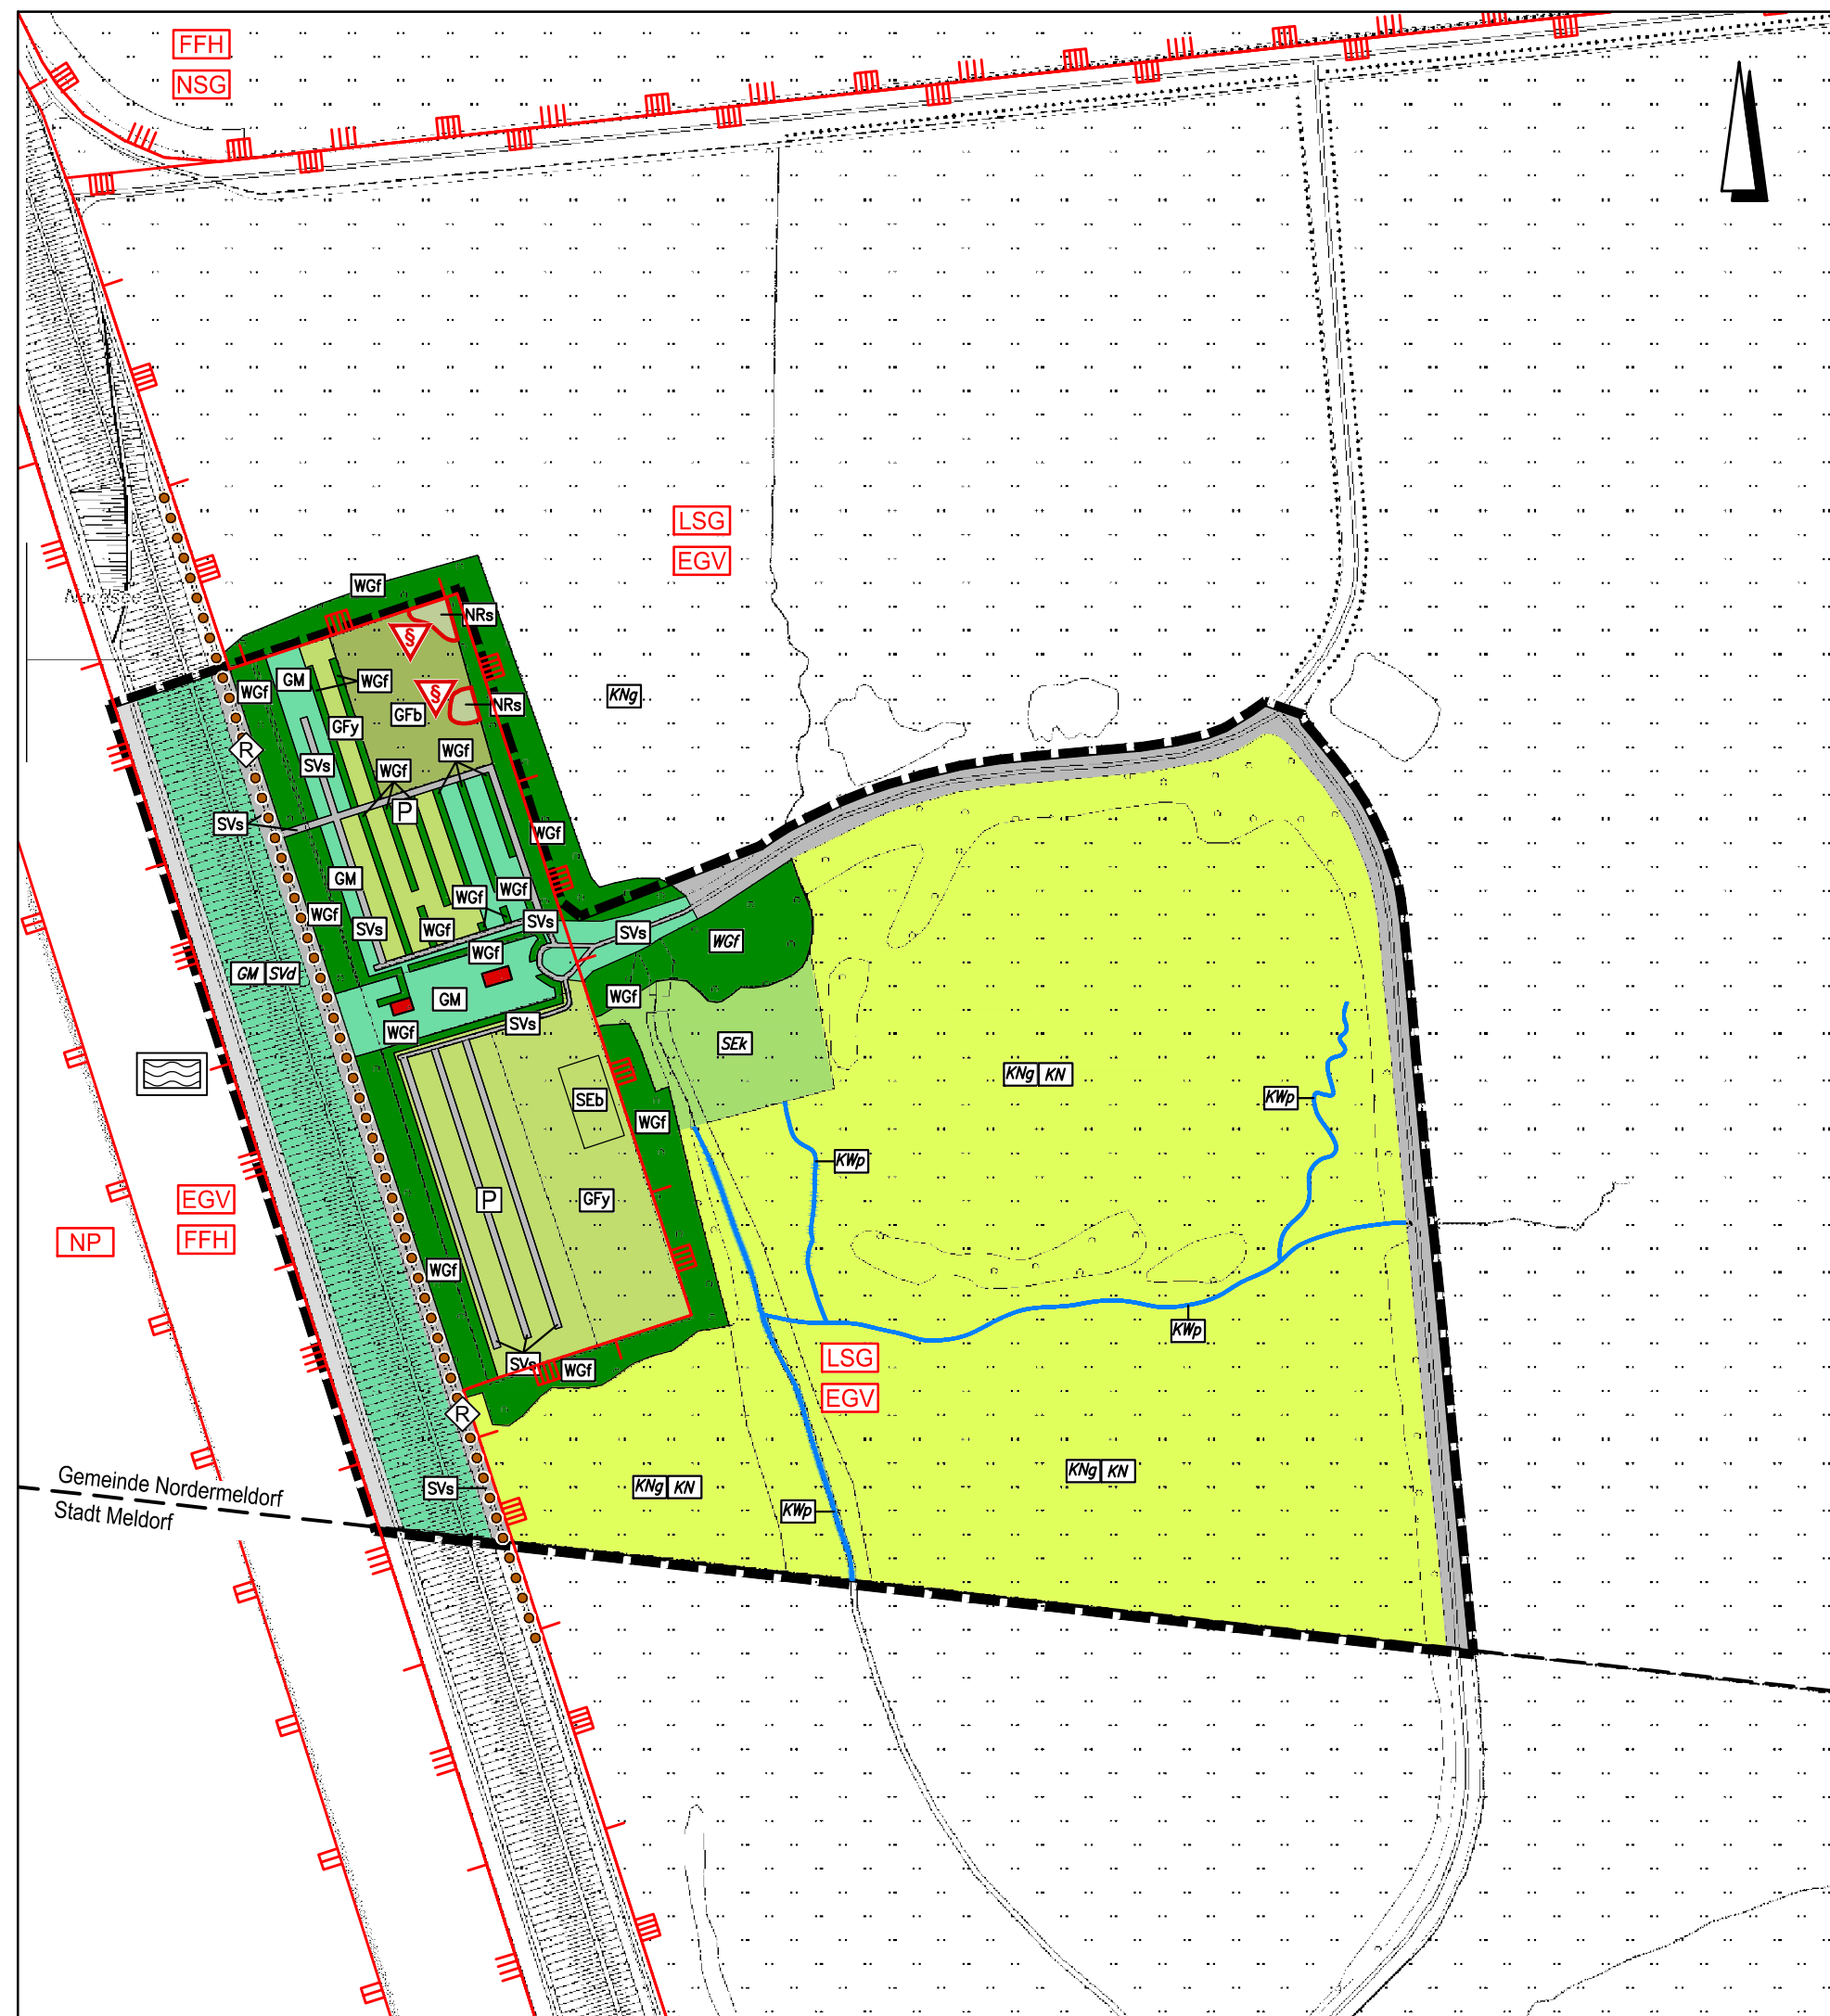 FFH
NSG
LSG
EGV
WGf
NRs
§
KNg
GM
WGf
WGf
§
NRs
GFb
GFy
R
WGf
SVs
WGf
P
SVs
WGf
GM
WGf
WGf
WGf
SVs
SVs
SVs
WGf
WGf
WGf
GM SVd
GM
WGf
SVs
WGf
SEk
KNg KN
KWp
SEb
WGf
KWp
EGV
NP
FFH
P
GFy
WGf
KWp
SVs
WGf
LSG
EGV
R
KNg KN
KNg KN
SVs
KWp
Gemeinde Nordermeldorf
Stadt Meldorf